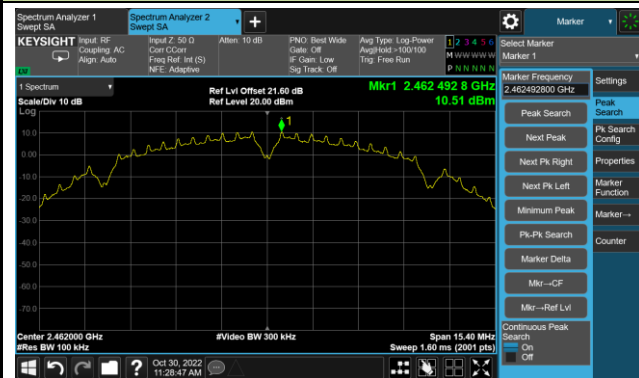 Spectrum Analyzer 1
Swept SA
Spectrum Analyzer 2
Swept SA
Marker
KEYSIGHT
Input: RF
Coupling: AC
Align: Auto
Input Z: 50 Ω
Corr CCorr
Freq Ref: Int (S)
NFE: Adaptive
Atten: 10 dB
PNO: Best Wide
Gate: Off
IF Gain: Low
Sig Track: Off
Avg Type: Log-Power
Avg|Hold:>100/100
Trig: Free Run
1 2 3 4 5 6
M W W W W W
P N N N N N
LXI
Select Marker
Marker 1
1 Spectrum
Scale/Div 10 dB
Log
Ref Lvl Offset 21.60 dB
Ref Level 20.00 dBm
Mkr1 2.462 492 8 GHz
10.51 dBm
1
10.0
0.00
-10.0
-20.0
-30.0
-40.0
-50.0
-60.0
-70.0
Center 2.462000 GHz
#Res BW 100 kHz
#Video BW 300 kHz
Span 15.40 MHz
Sweep 1.60 ms (2001 pts)
Marker Frequency
2.462492800 GHz
Peak Search
Next Peak
Next Pk Right
Next Pk Left
Minimum Peak
Pk-Pk Search
Marker Delta
Mkr→CF
Mkr→Ref Lvl
Continuous Peak
Search
On
Off
Settings
Peak
Search
Pk Search
Config
Properties
Marker
Function
Marker→
Counter
Oct 30, 2022
11:28:47 AM